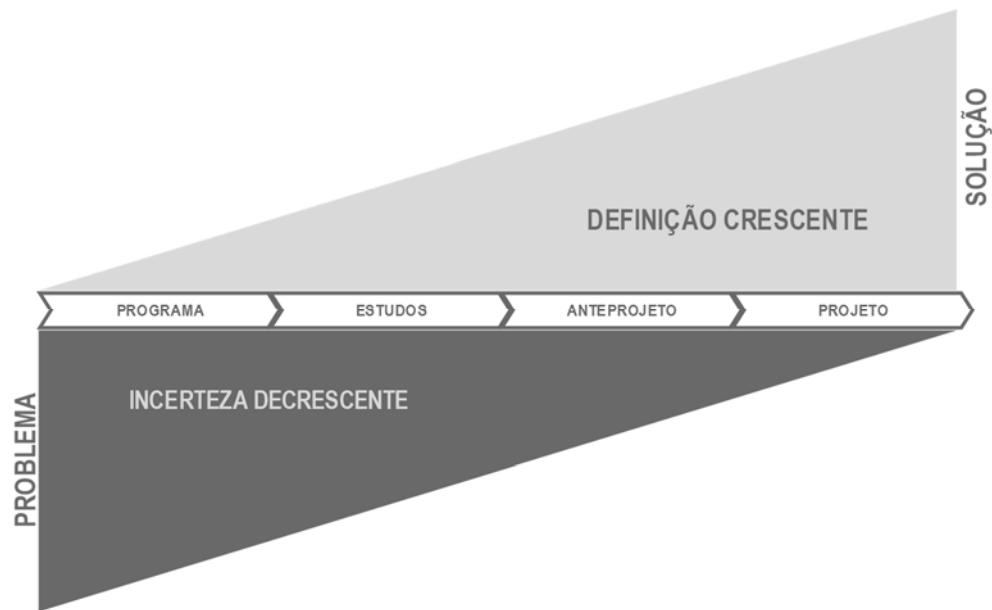 SOLUÇÃO
DEFINIÇÃO CRESCENTE
PROGRAMA
ESTUDOS
ANTEPROJETO
PROJETO
INCERTEZA DECRESCENTE
PROBLEMA